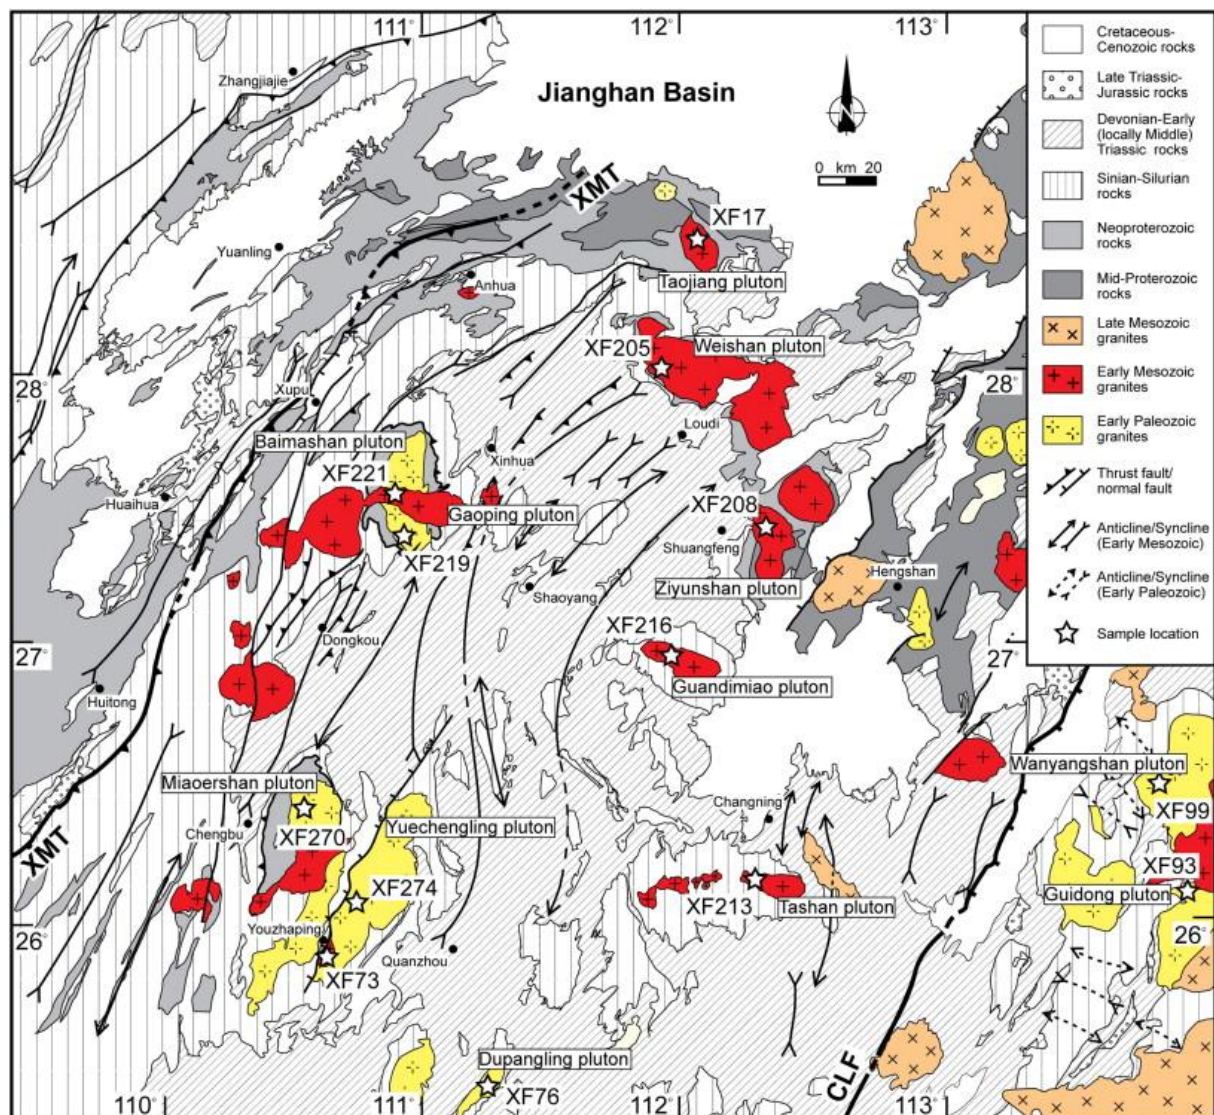 111°
112°
113°
Zhangjiajie
Jianghan Basin
0 km 20
XMT
XF17
Yuanling
Anhua
Taojiang pluton
XF205
Weishan pluton
28°
28°
Xupu
Loudi
Baimashan pluton
Xinhua
XF221
Huaihua
Gaoping pluton
XF208
Shuangfeng
XF219
Hengshan
Ziyunshan pluton
Shaoyang
XF216
Dongkou
27°
27°
Guandimiao pluton
Huitong
Wanyangshan pluton
Miaoershan pluton
Changning
XF99
Chengbu
XF270
Yuechengling pluton
XMT
XF93
XF274
Guidong pluton
XF213
Tashan pluton
26°
26°
Youzhaping
Quanzhou
XF73
Dupangling pluton
CLF
XF76
110°
111°
112°
113°
Cretaceous-
Cenozoic rocks
Late Triassic-
Jurassic rocks
Devonian-Early
(locally Middle)
Triassic rocks
Sinian-Silurian
rocks
Neoproterozoic
rocks
Mid-Proterozoic
rocks
Late Mesozoic
granites
Early Mesozoic
granites
Early Paleozoic
granites
Thrust fault/
normal fault
Anticline/Syncline
(Early Mesozoic)
Anticline/Syncline
(Early Paleozoic)
Sample location